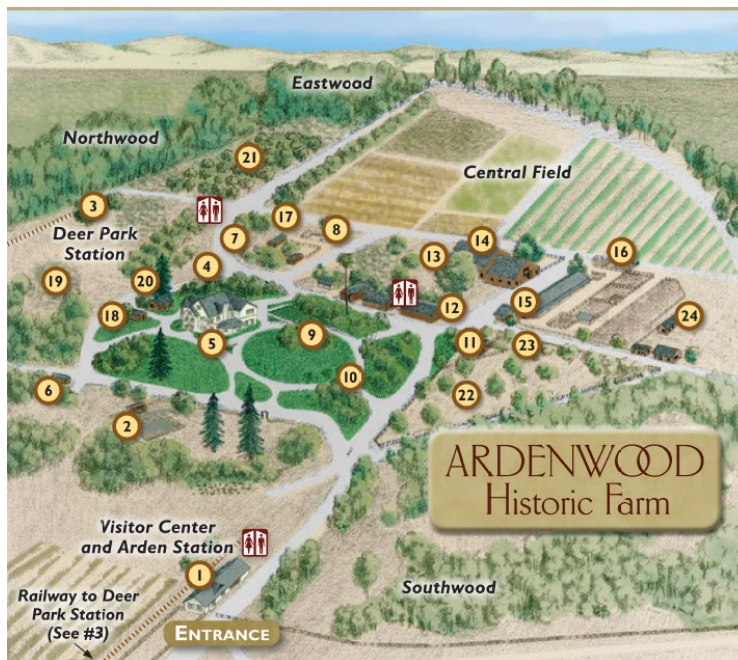 Eastwood
Northwood
21
Central Field
3
17
Deer Park
Station
7
8
14
13
16
4
19
20
15
12
24
18
5
9
11
23
10
6
22
2
ARDENWOOD
Historic Farm
Visitor Center
and Arden Station
1
Southwood
Railway to Deer
Park Station
(See #3)
ENTRANCE